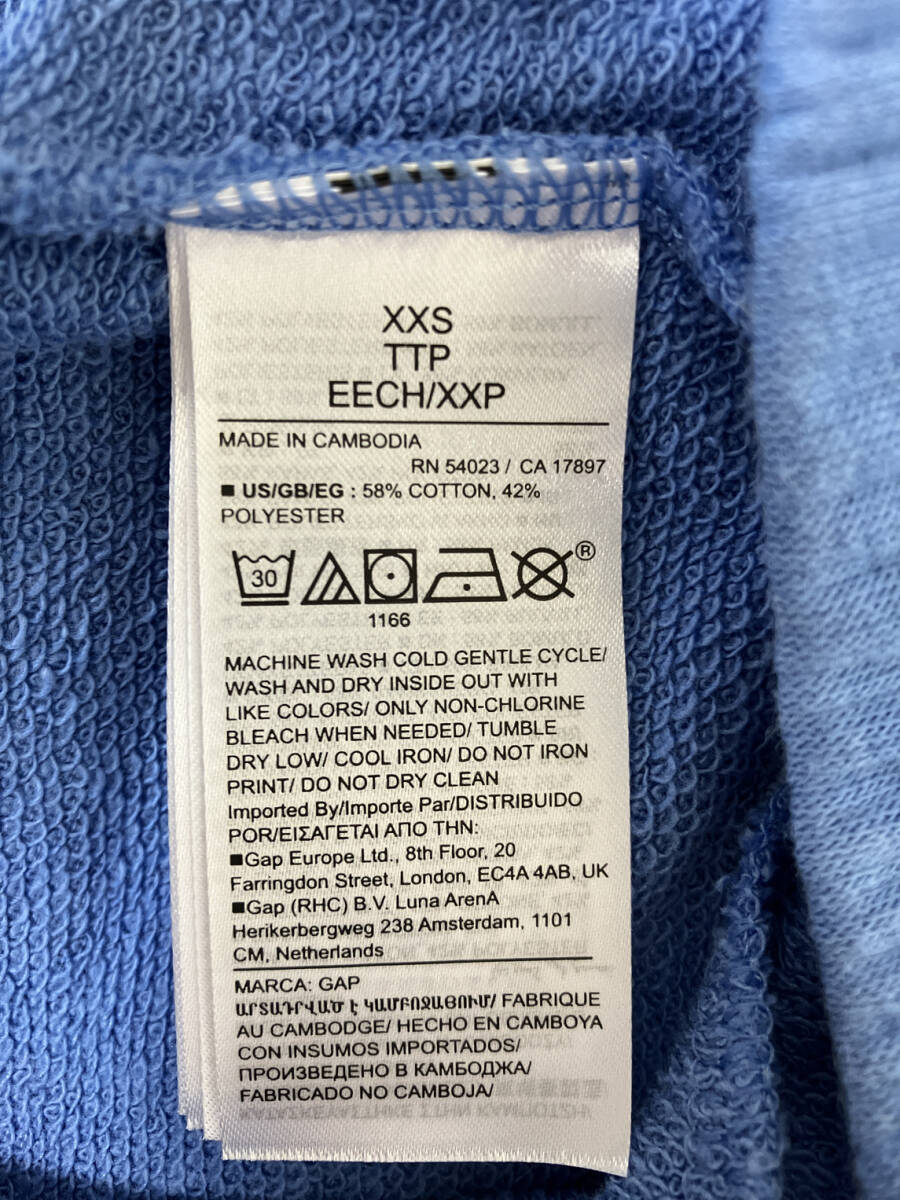 XXS
TTP
EECH/XXP
MADE IN CAMBODIA
RN 54023 / CA 17897
■ US/GB/EG : 58% COTTON, 42%
POLYESTER
30
®
1166
MACHINE WASH COLD GENTLE CYCLE/
WASH AND DRY INSIDE OUT WITH
LIKE COLORS/ ONLY NON-CHLORINE
BLEACH WHEN NEEDED/ TUMBLE
DRY LOW/ COOL IRON/ DO NOT IRON
PRINT/ DO NOT DRY CLEAN
Imported By/Importe Par/DISTRIBUIDO
POR/ΕΙΣΑΓΕΤΑΙ ΑΠΟ ΤΗΝ:
■Gap Europe Ltd., 8th Floor, 20
Farringdon Street, London, EC4A 4AB, UK
■Gap (RHC) B.V. Luna ArenA
Herikerbergweg 238 Amsterdam, 1101
CM, Netherlands
MARCA: GAP
ԱՐՏԱԴՐՎԱԾ Է ԿԱՄԲՈՋԱՅՈՒՄ/ FABRIQUE
AU CAMBODGE/ HECHO EN CAMBOYA
CON INSUMOS IMPORTADOS/
ПРОИЗВЕДЕНО В КАМБОДЖА/
FABRICADO NO CAMBOJA/